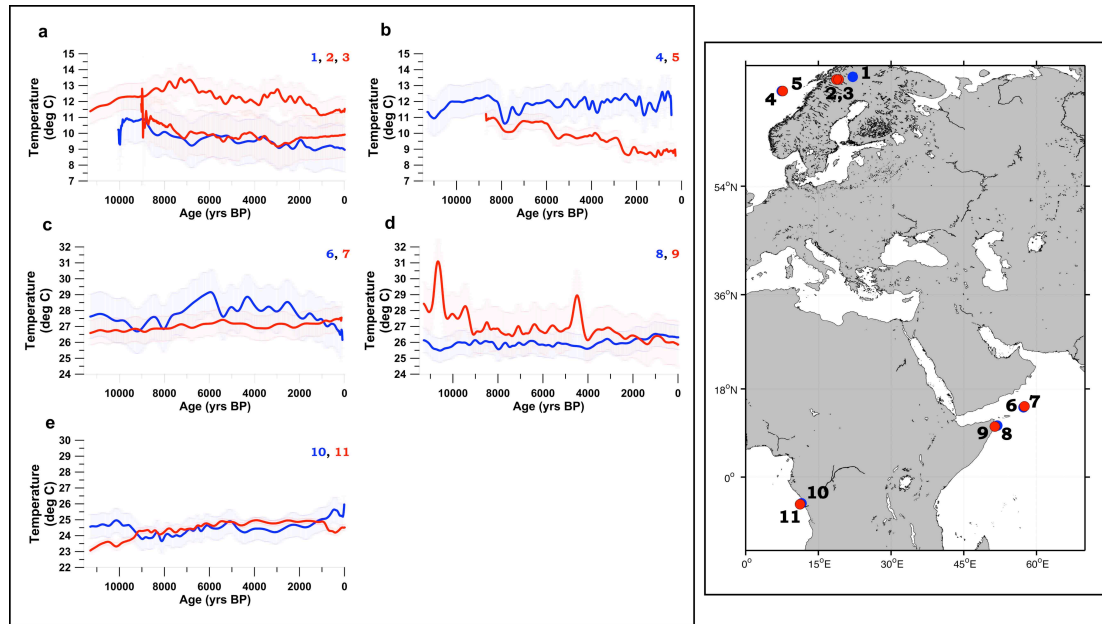 a
1, 2, 3
15
14
13
12
11
10
9
8
7
Temperature
(deg C)
10000 8000 6000 4000 2000 0
Age (yrs BP)
b
4, 5
15
14
13
12
11
10
9
8
7
Temperature
(deg C)
10000 8000 6000 4000 2000 0
Age (yrs BP)
c
6, 7
32
31
30
29
28
27
26
25
24
Temperature
(deg C)
10000 8000 6000 4000 2000 0
Age (yrs BP)
d
8, 9
32
31
30
29
28
27
26
25
24
Temperature
(deg C)
10000 8000 6000 4000 2000 0
Age (yrs BP)
e
10, 11
30
29
28
27
26
25
24
23
22
Temperature
(deg C)
10000 8000 6000 4000 2000 0
Age (yrs BP)
5 1
4 2,3
54°N
36°N
18°N
6 7
9 8
0°
10
11
0° 15°E 30°E 45°E 60°E